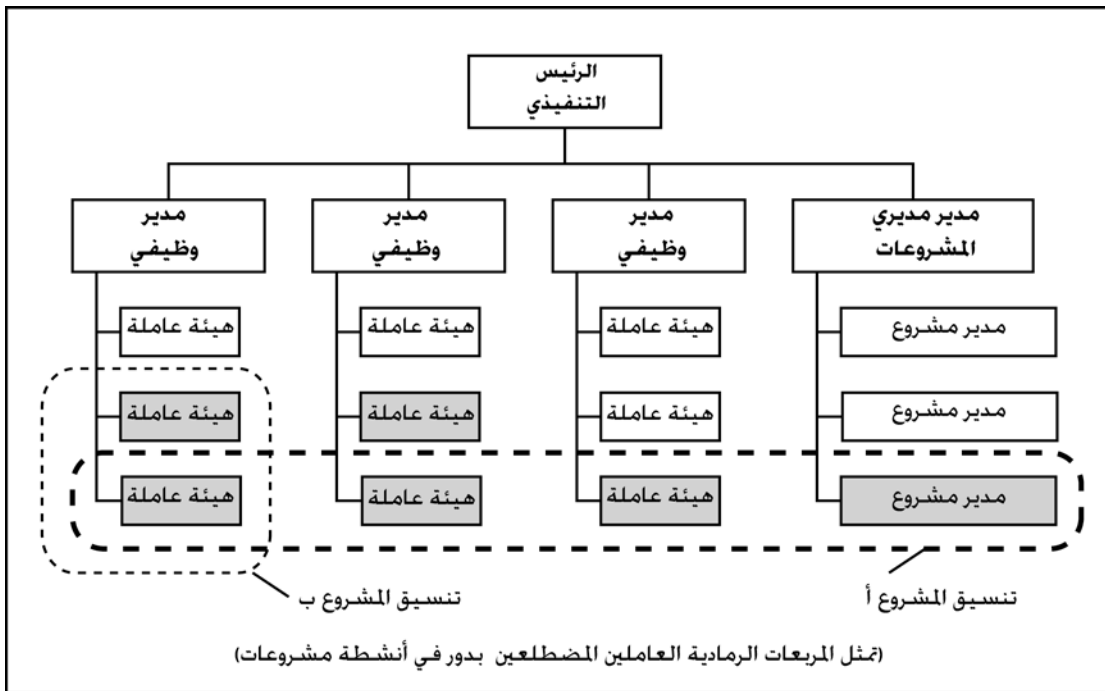 الرئيس
التنفيذي
مدير مديري
المشروعات
مدير
وظيفي
مدير
وظيفي
مدير
وظيفي
مدير مشروع
هيئة عاملة
هيئة عاملة
هيئة عاملة
مدير مشروع
هيئة عاملة
هيئة عاملة
هيئة عاملة
مدير مشروع
هيئة عاملة
هيئة عاملة
هيئة عاملة
تنسيق المشروع أ
تنسيق المشروع ب
(تمثل المربعات الرمادية العاملين المضطلعين بدور في أنشطة مشروعات)